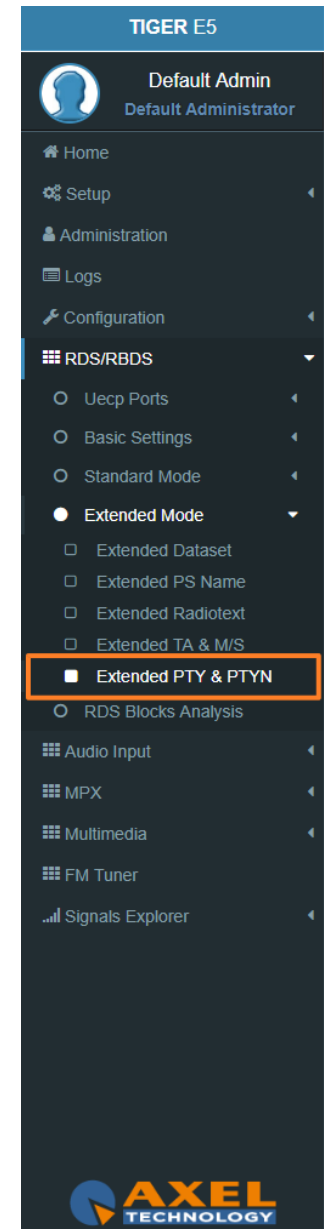 TIGER E5
Default Admin
Default Administrator
Home
Setup
Administration
Logs
Configuration
RDS/RBDS
Uecp Ports
Basic Settings
Standard Mode
Extended Mode
Extended Dataset
Extended PS Name
Extended Radiotext
Extended TA & M/S
Extended PTY & PTYN
RDS Blocks Analysis
Audio Input
MPX
Multimedia
FM Tuner
Signals Explorer
AXEL
TECHNOLOGY